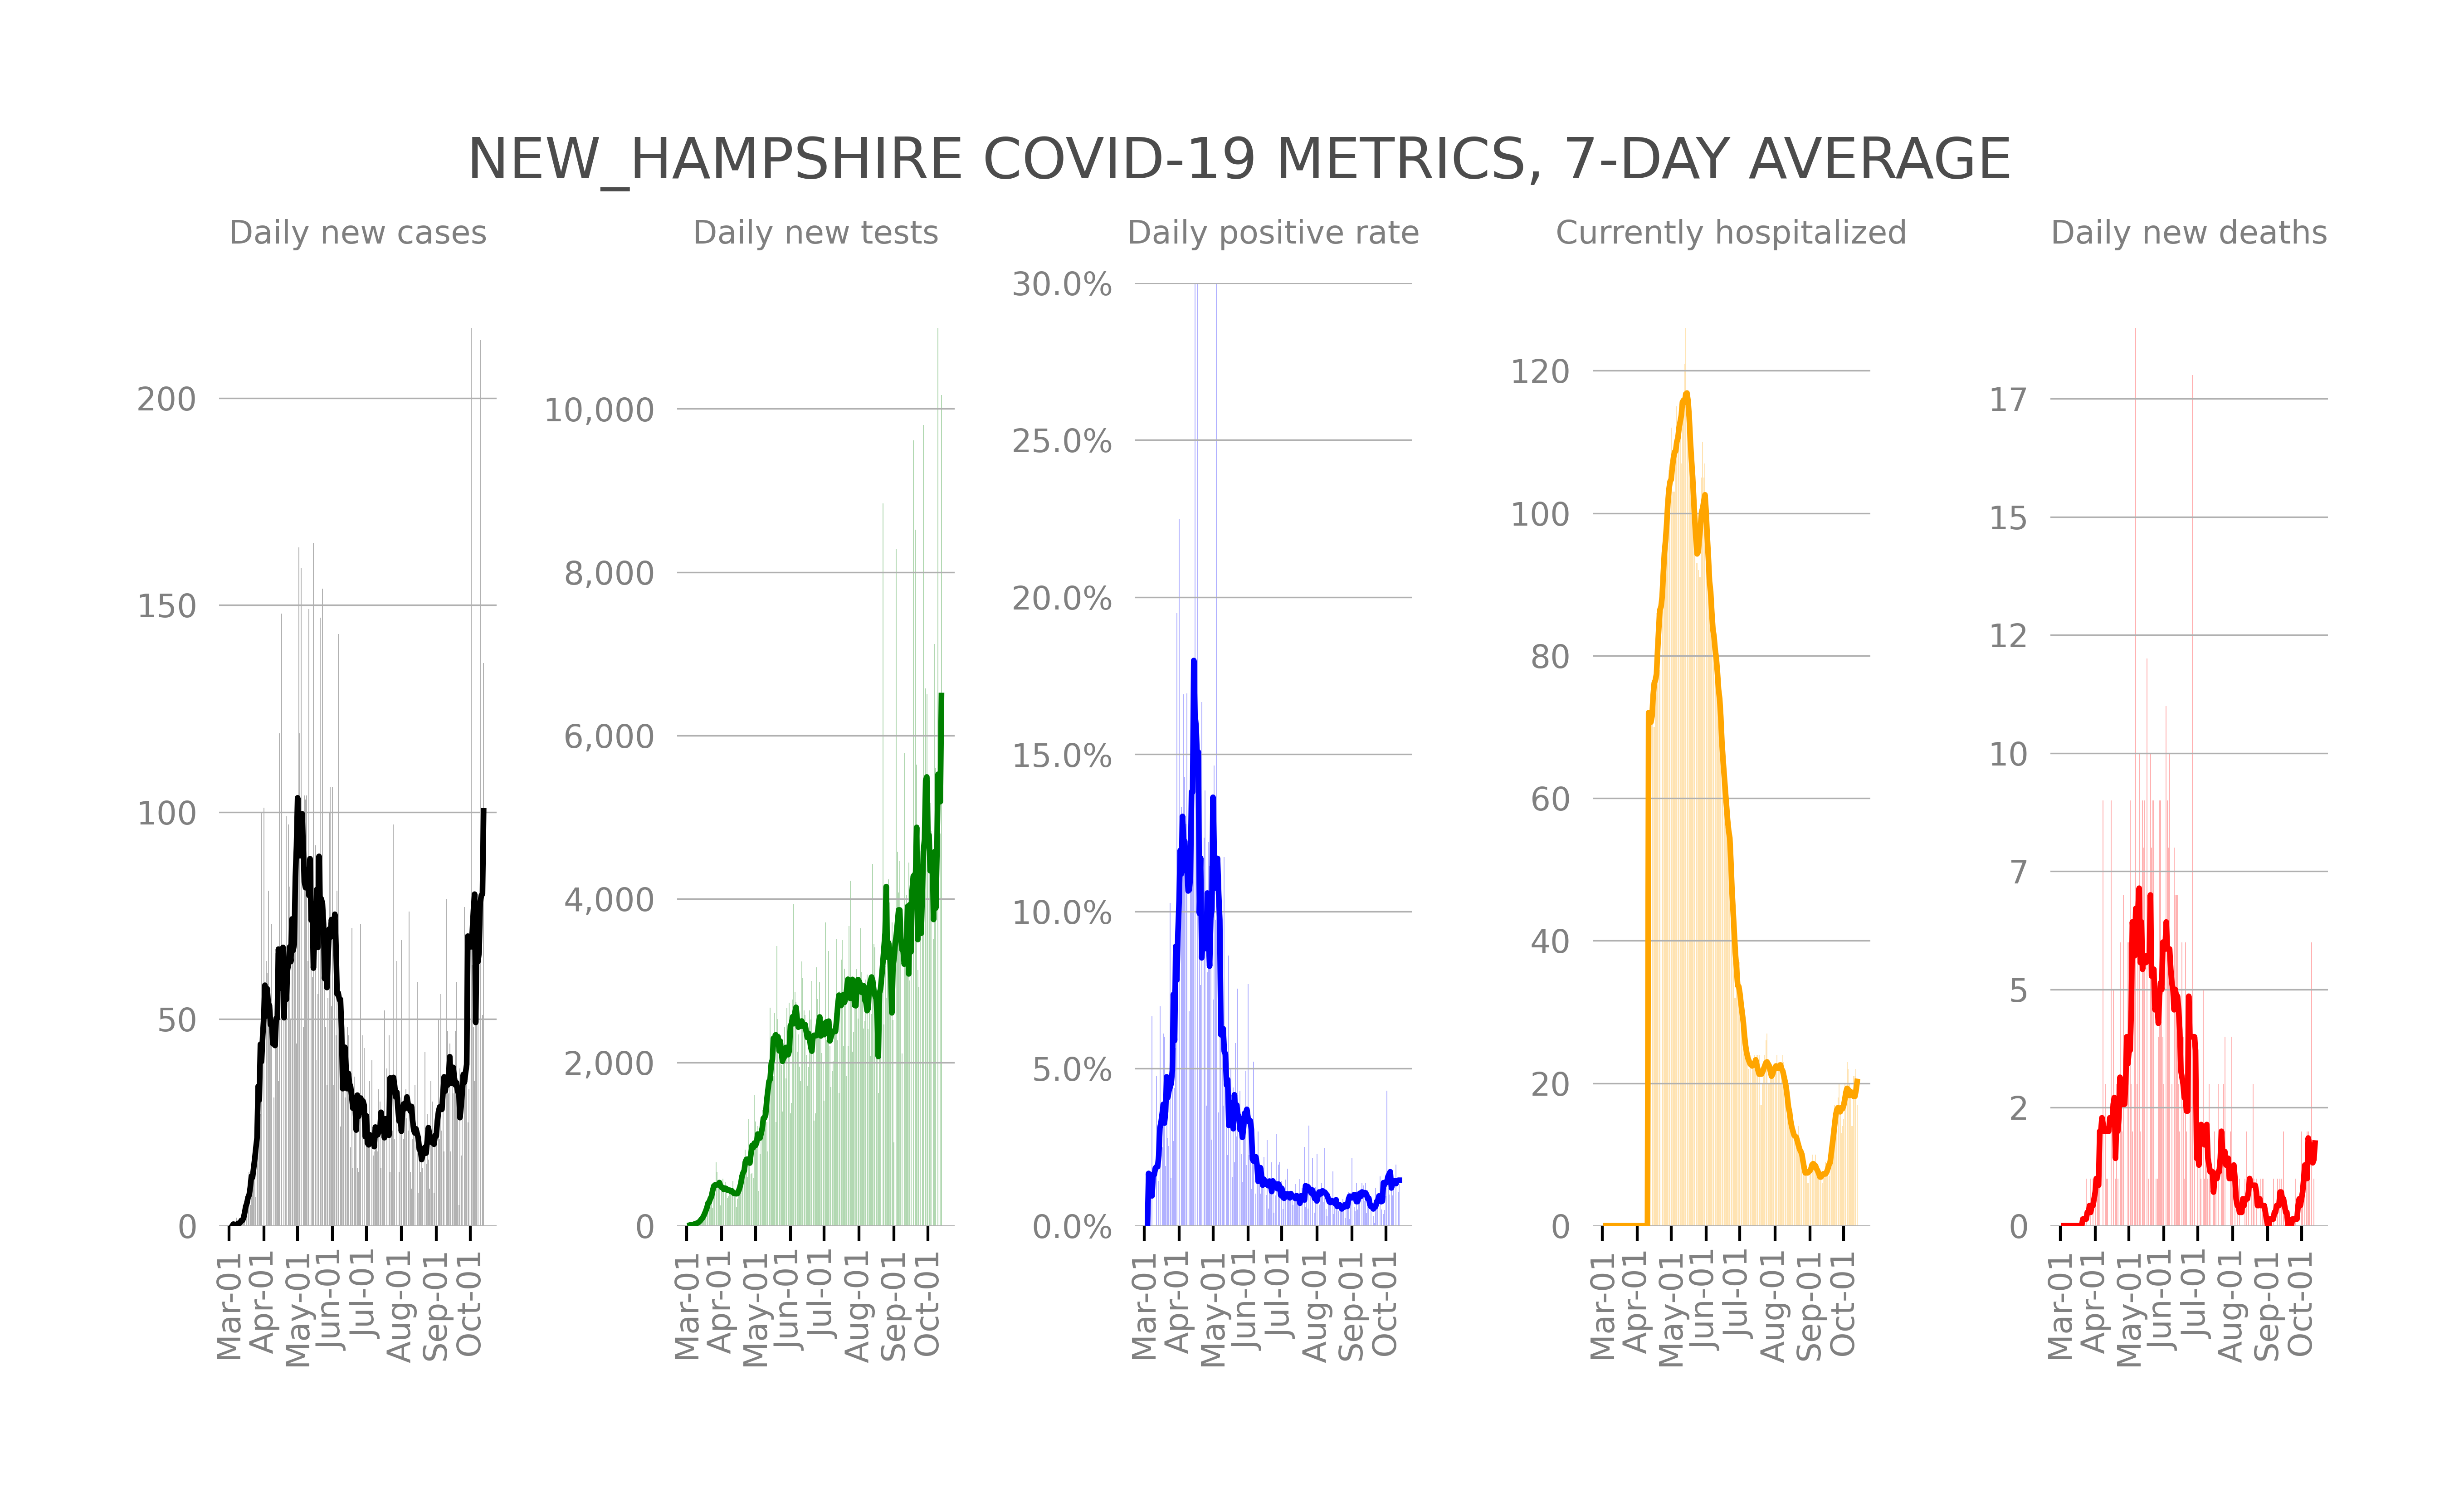 NEW_HAMPSHIRE COVID-19 METRICS, 7-DAY AVERAGE
Daily new cases
200
150
100
50
0
Mar-01
Apr-01
May-01
Jun-01
Jul-01
Aug-01
Sep-01
Oct-01
Daily new tests
10,000
8,000
6,000
4,000
2,000
0
Mar-01
Apr-01
May-01
Jun-01
Jul-01
Aug-01
Sep-01
Oct-01
Daily positive rate
30.0%
25.0%
20.0%
15.0%
10.0%
5.0%
0.0%
Mar-01
Apr-01
May-01
Jun-01
Jul-01
Aug-01
Sep-01
Oct-01
Currently hospitalized
120
100
80
60
40
20
0
Mar-01
Apr-01
May-01
Jun-01
Jul-01
Aug-01
Sep-01
Oct-01
Daily new deaths
17
15
12
10
7
5
2
0
Mar-01
Apr-01
May-01
Jun-01
Jul-01
Aug-01
Sep-01
Oct-01